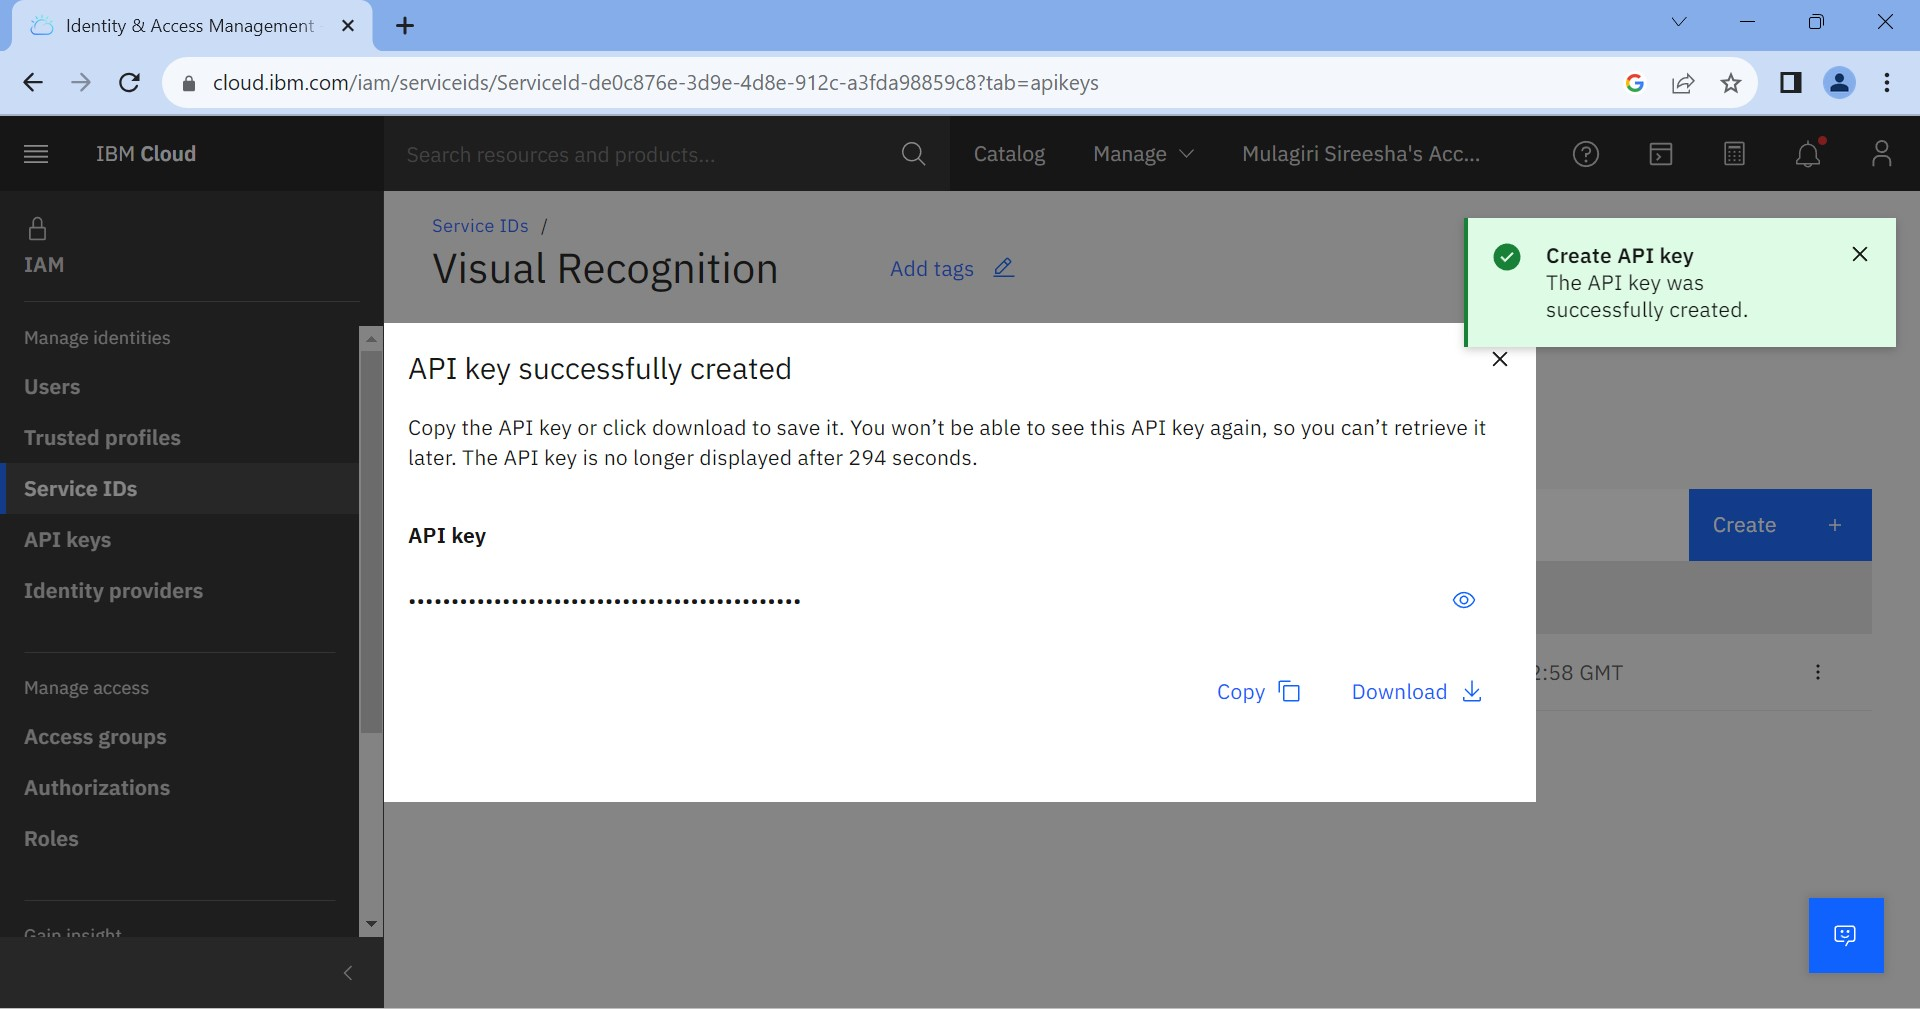 Identity & Access Management
cloud.ibm.com/iam/serviceids/ServiceId-de0c876e-3d9e-4d8e-912c-a3fda98859c8?tab=apikeys
IBM Cloud
Search resources and products...
Catalog
Manage
Mulagiri Sireesha's Acc...
IAM
Manage identities
Users
Trusted profiles
Service IDs
API keys
Identity providers
Manage access
Access groups
Authorizations
Roles
Gain insight
Service IDs /
Visual Recognition
Add tags
Create API key
The API key was
successfully created.
API key successfully created
Copy the API key or click download to save it. You won’t be able to see this API key again, so you can’t retrieve it
later. The API key is no longer displayed after 294 seconds.
API key
••••••••••••••••••••••••••••••••••••••••••••
Copy
Download
Create +
2:58 GMT